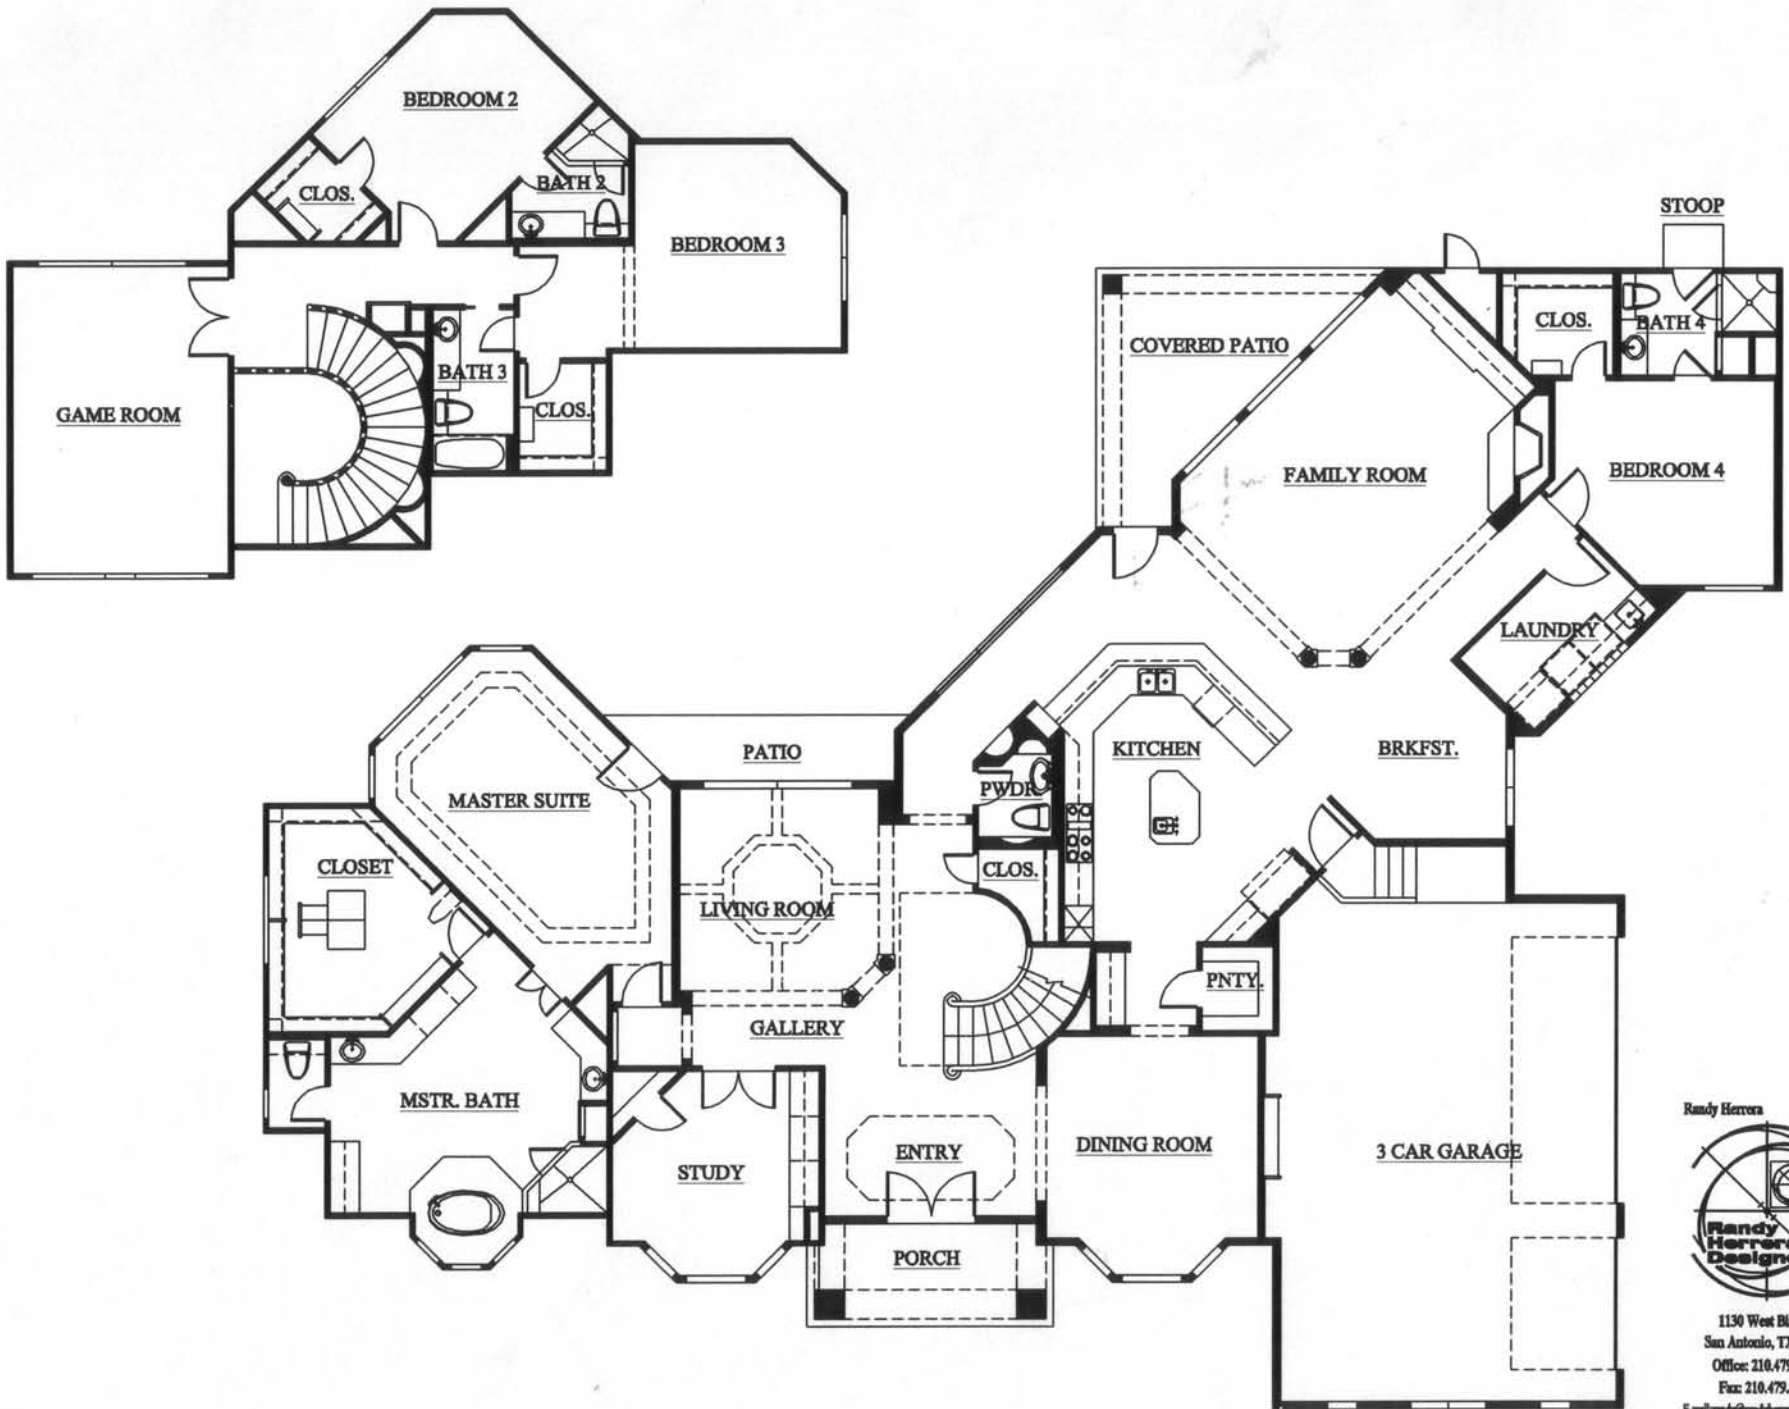 BEDROOM 2
CLOS.
BATH 2
BEDROOM 3
GAME ROOM
BATH 3
CLOS.
STOOP
COVERED PATIO
CLOS.
BATH 4
FAMILY ROOM
BEDROOM 4
LAUNDRY
PATIO
KITCHEN
BRKFST.
MASTER SUITE
PWDR.
CLOSET
CLOS.
LIVING ROOM
PNTY.
GALLERY
MSTR. BATH
ENTRY
DINING ROOM
3 CAR GARAGE
STUDY
PORCH
Randy Herrera
Randy
Herrera
1130 West
San Antonio,
Office:
Fax: 210.479.